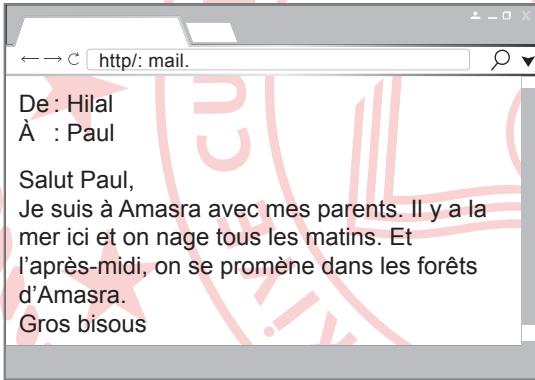 http/: mail.
De : Hilal
À : Paul
Salut Paul,
Je suis à Amasra avec mes parents. Il y a la
mer ici et on nage tous les matins. Et
l'après-midi, on se promène dans les forêts
d'Amasra.
Gros bisous